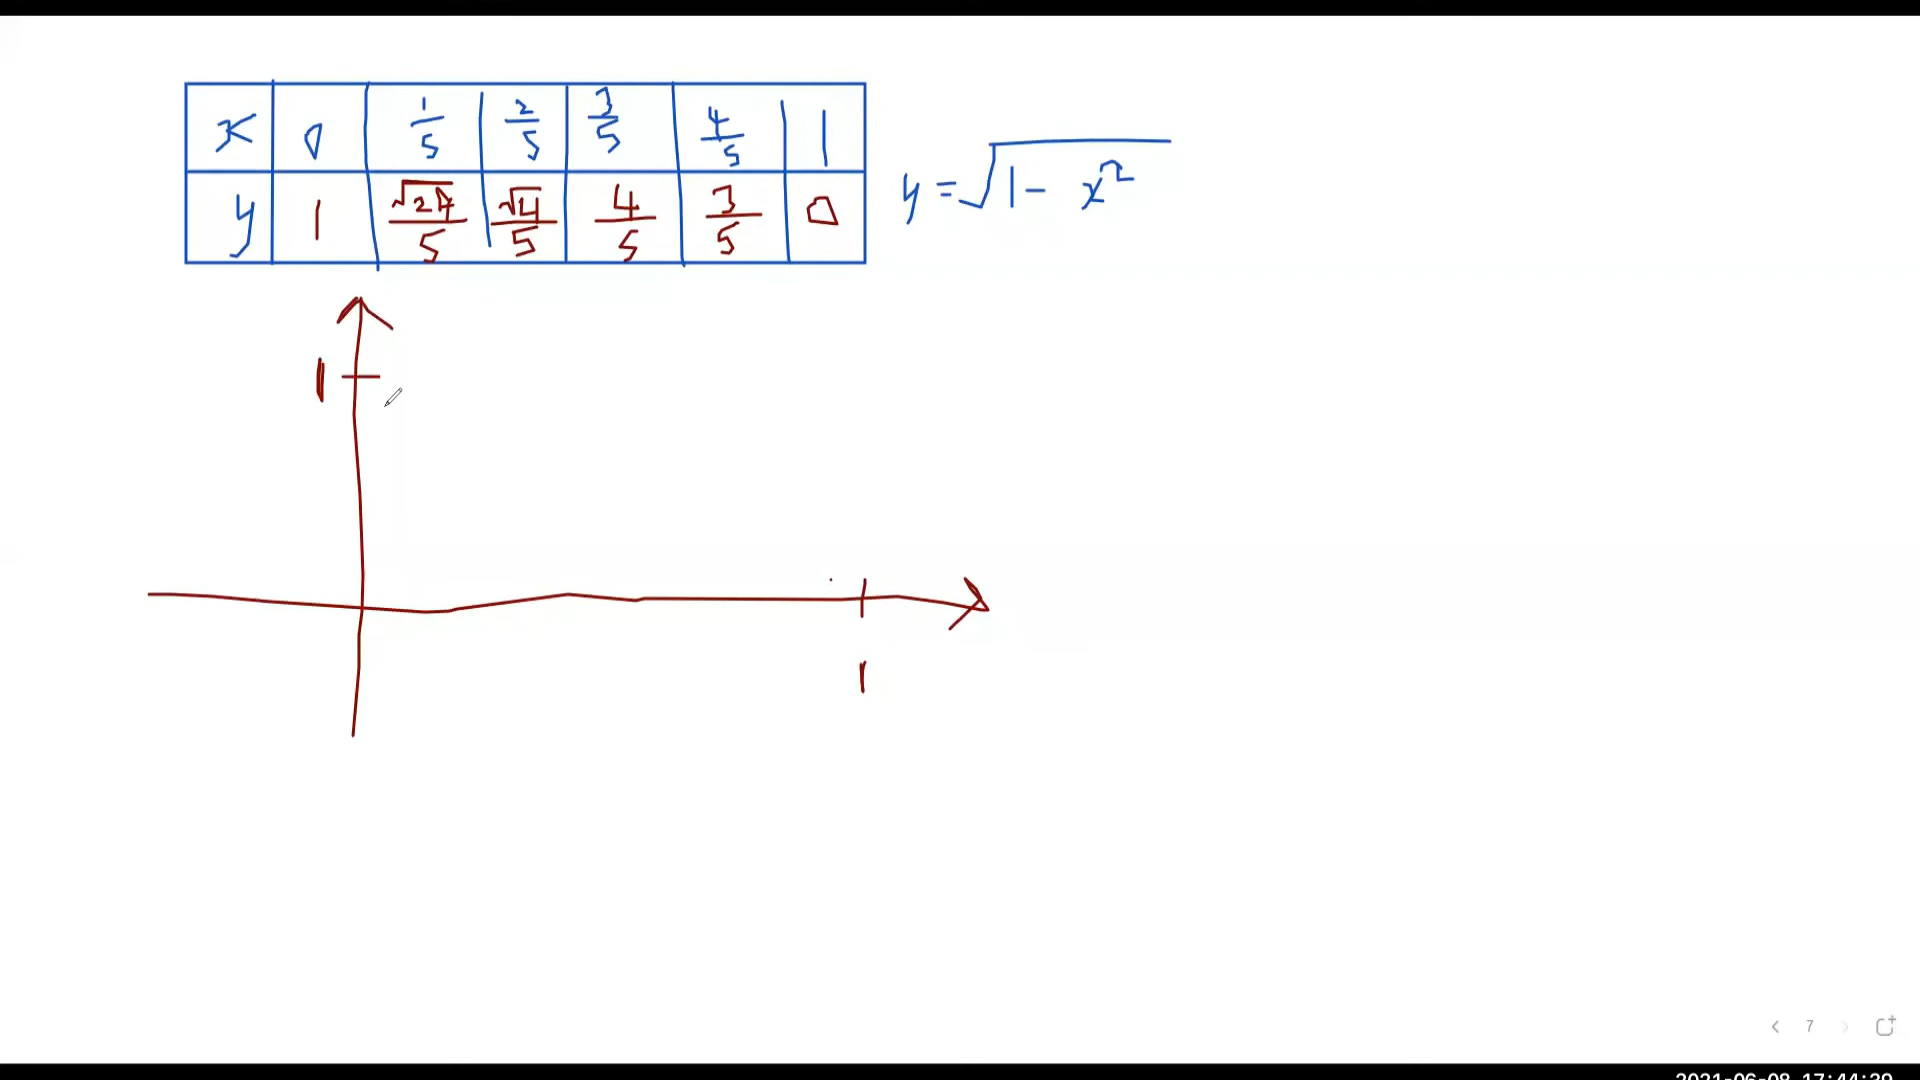 x 0 1/5 2/5 3/5 4/5 1
y 1 √24/5 √21/5 4/5 3/5 0
y = √1 - x²
1
1
7